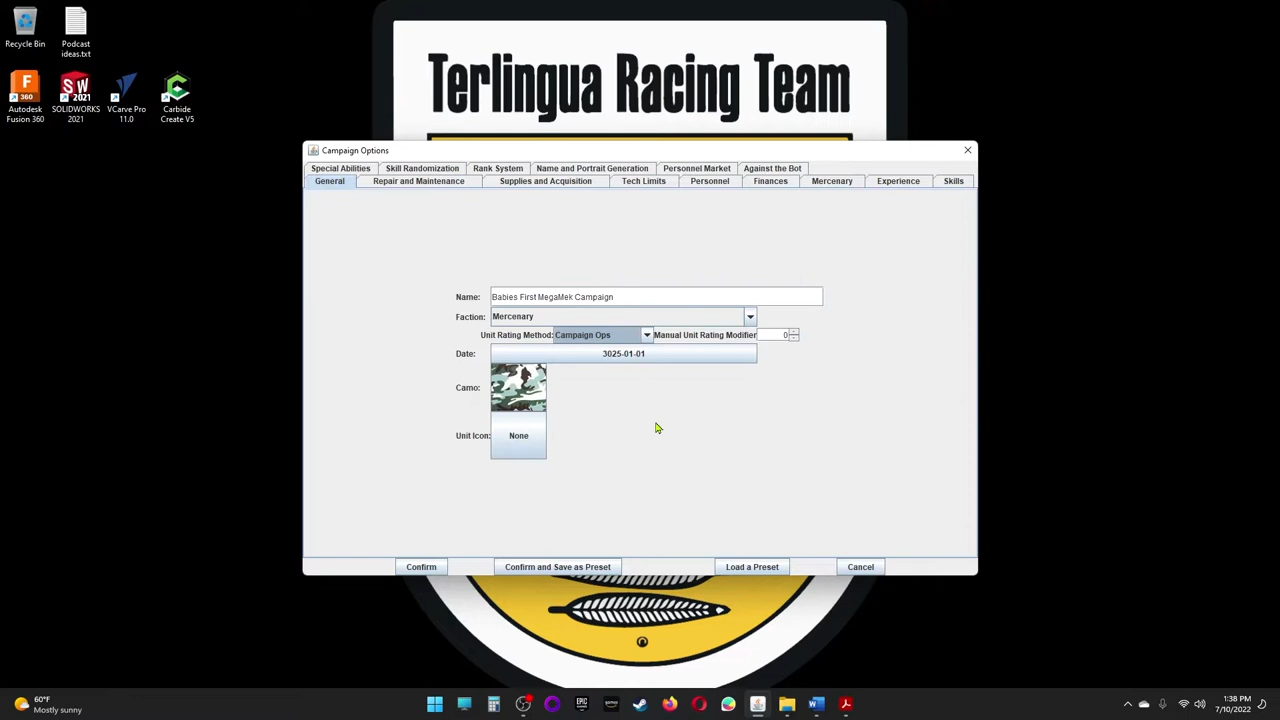 Recycle Bin
Podcast
ideas.txt
Autodesk
Fusion 360
SOLIDWORKS
2021
VCarve Pro
11.0
Carbide
Create V5
Terlingua Racing Team
Campaign Options
Special Abilities
Skill Randomization
Rank System
Name and Portrait Generation
Personnel Market
Against the Bot
General
Repair and Maintenance
Supplies and Acquisition
Tech Limits
Personnel
Finances
Mercenary
Experience
Skills
Name: Babies First MegaMek Campaign
Faction: Mercenary
Unit Rating Method: Campaign Ops Manual Unit Rating Modifier 0
Date: 3025-01-01
Camo:
Unit Icon: None
Confirm
Confirm and Save as Preset
Load a Preset
Cancel
60°F
Mostly sunny
1:38 PM
7/10/2022